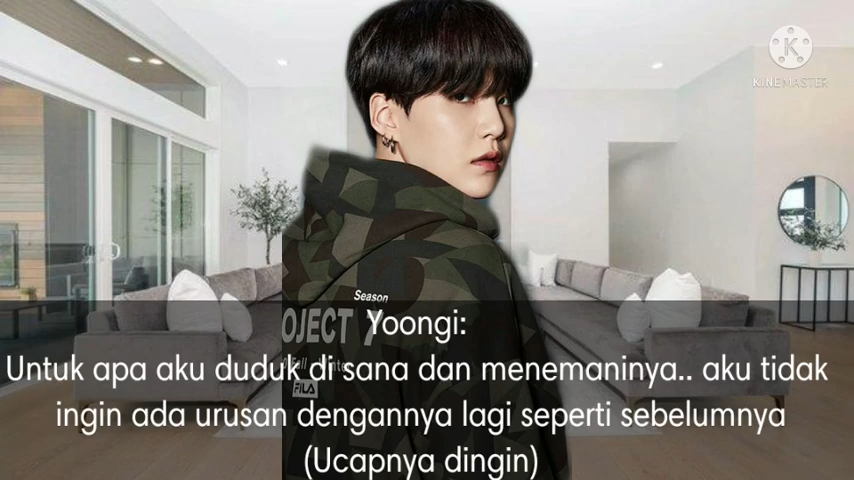 KINEMASTER
Season
OJECT 7
FILA
Yoongi:
Untuk apa aku duduk di sana dan menemaninya.. aku tidak
ingin ada urusan dengannya lagi seperti sebelumnya
(Ucapnya dingin)